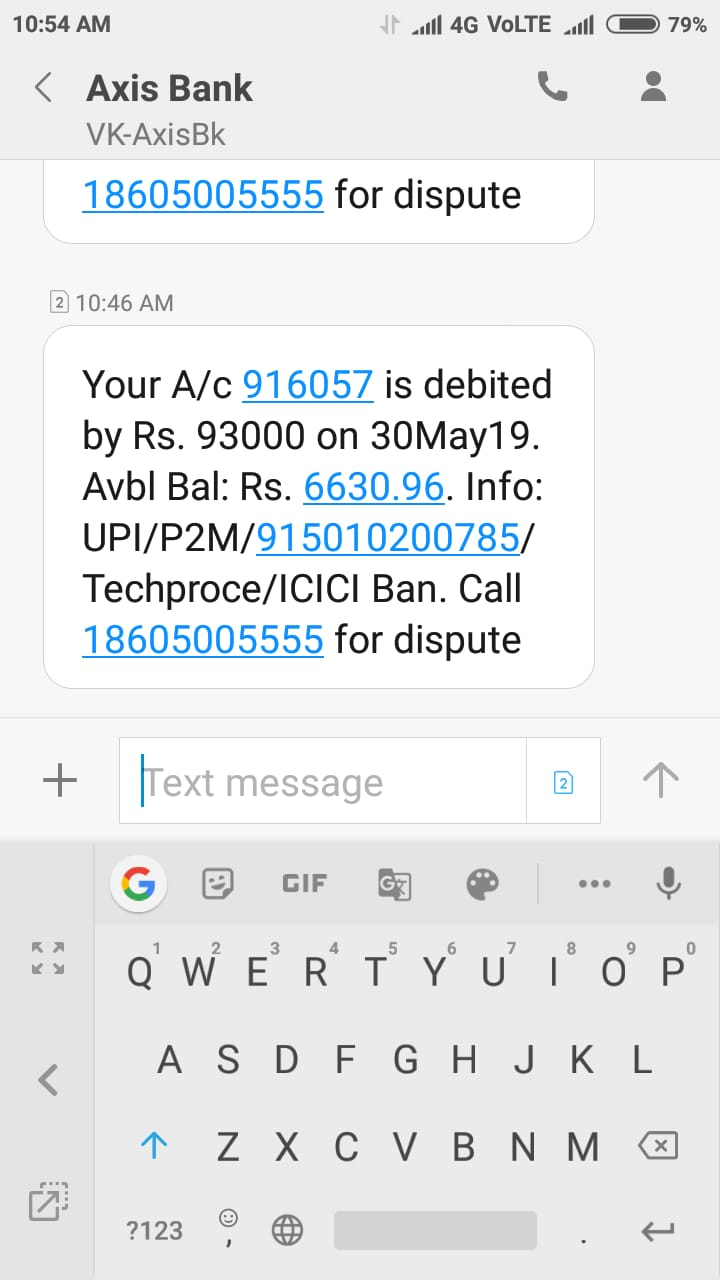 10:54 AM 4G VoLTE 79%
Axis Bank
VK-AxisBk
18605005555 for dispute
2 10:46 AM
Your A/c 916057 is debited
by Rs. 93000 on 30May19.
Avbl Bal: Rs. 6630.96. Info:
UPI/P2M/915010200785/
Techproce/ICICI Ban. Call
18605005555 for dispute
Text message 2
G GIF G文
1 2 3 4 5 6 7 8 9 0
Q W E R T Y U I O P
A S D F G H J K L
Z X C V B N M
?123 , .